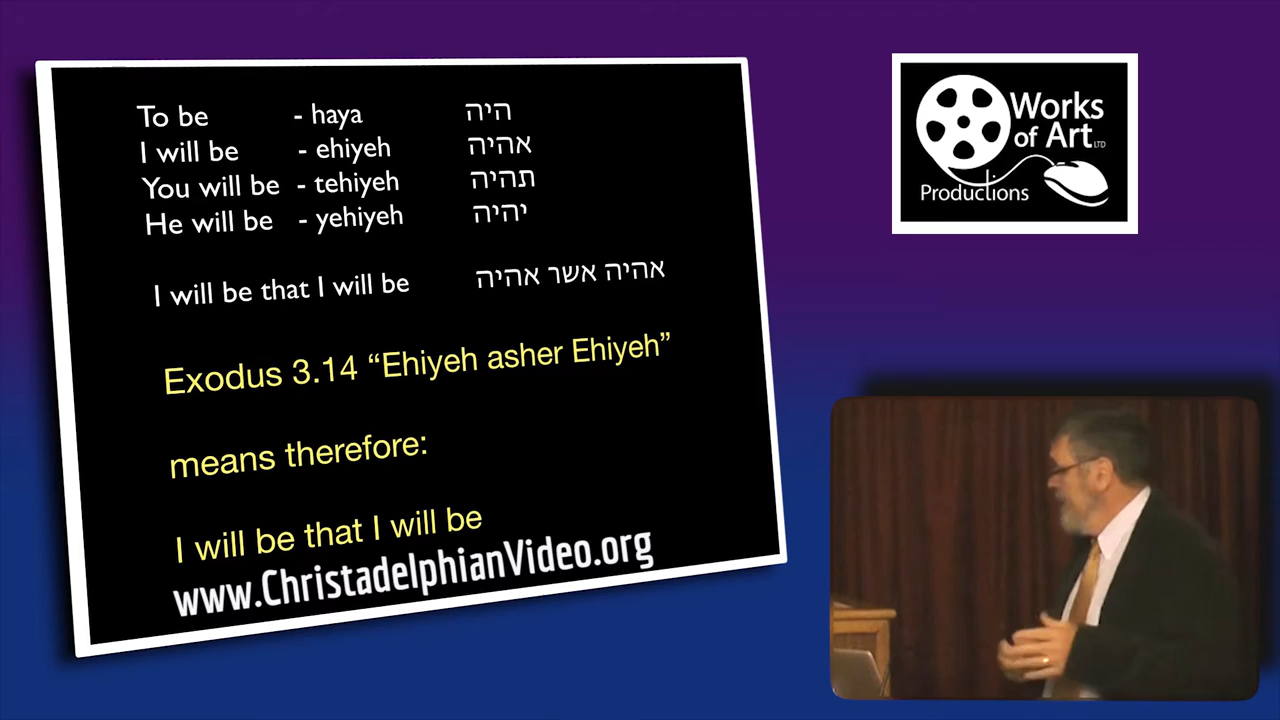 To be - haya היה
I will be - ehiyeh אהיה
You will be - tehiyeh תהיה
He will be - yehiyeh יהיה
I will be that I will be אהיה אשר אהיה
Exodus 3.14 “Ehiyeh asher Ehiyeh”
means therefore:
I will be that I will be
www.ChristadelphianVideo.org
Works
of Art LTD
Productions